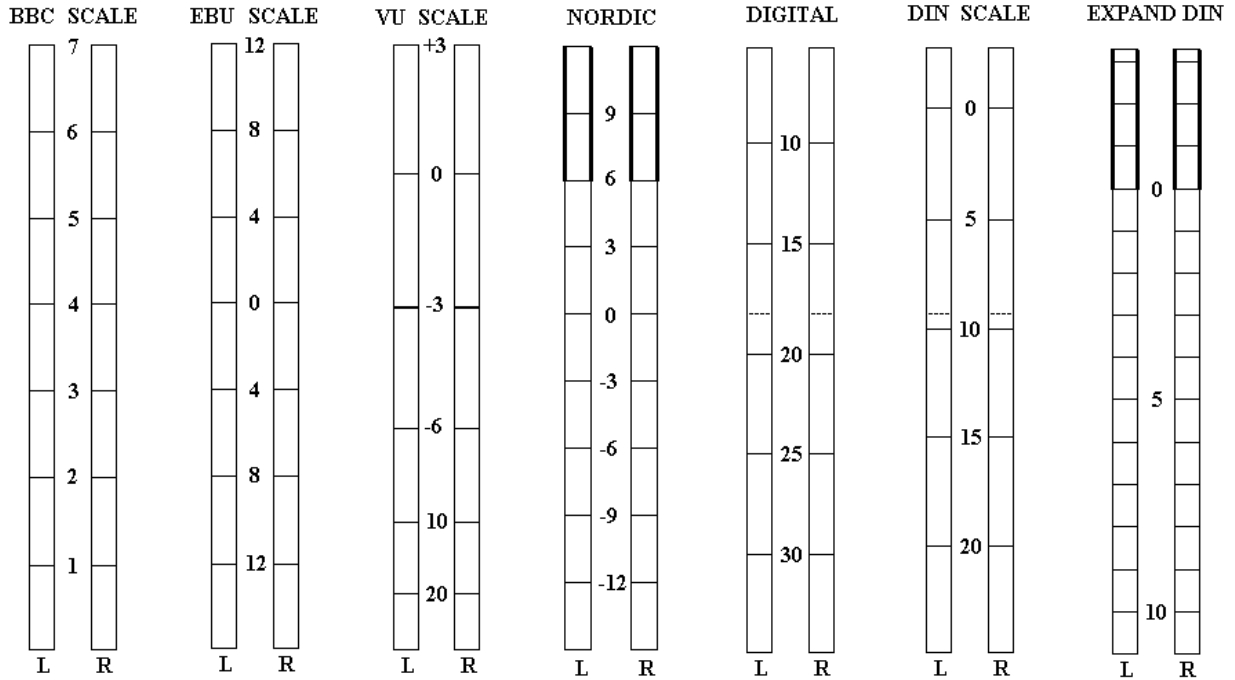 BBC SCALE
7
6
5
4
3
2
1
L R
EBU SCALE
12
8
4
0
4
8
12
L R
VU SCALE
+3
0
-3
-6
10
20
L R
NORDIC
9
6
3
0
-3
-6
-9
-12
L R
DIGITAL
10
15
20
25
30
L R
DIN SCALE
0
5
10
15
20
L R
EXPAND DIN
0
5
10
L R